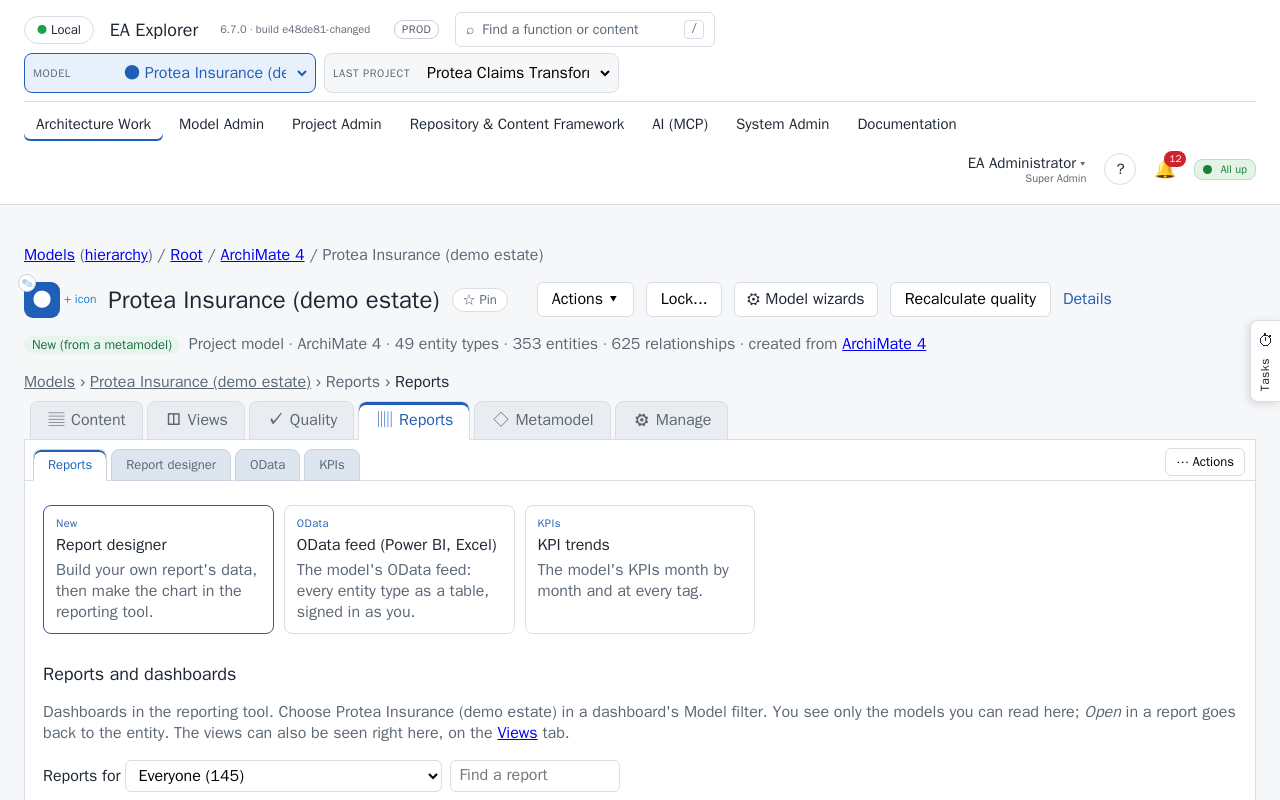 Local
EA Explorer
6.7.0 · build e48de81-changed
PROD
Find a function or content
/
MODEL
Protea Insurance (de
LAST PROJECT
Protea Claims Transfor
Architecture Work
Model Admin
Project Admin
Repository & Content Framework
AI (MCP)
System Admin
Documentation
EA Administrator
Super Admin
?
12
All up
Models (hierarchy) / Root / ArchiMate 4 / Protea Insurance (demo estate)
+ icon
Protea Insurance (demo estate)
☆ Pin
Actions ▾
Lock...
⚙ Model wizards
Recalculate quality
Details
New (from a metamodel)
Project model · ArchiMate 4 · 49 entity types · 353 entities · 625 relationships · created from ArchiMate 4
Tasks
Models › Protea Insurance (demo estate) › Reports › Reports
Content
Views
Quality
Reports
Metamodel
Manage
Reports
Report designer
OData
KPIs
··· Actions
New
Report designer
Build your own report's data,
then make the chart in the
reporting tool.
OData
OData feed (Power BI, Excel)
The model's OData feed:
every entity type as a table,
signed in as you.
KPIs
KPI trends
The model's KPIs month by
month and at every tag.
Reports and dashboards
Dashboards in the reporting tool. Choose Protea Insurance (demo estate) in a dashboard's Model filter. You see only the models you can read here; Open in a report goes
back to the entity. The views can also be seen right here, on the Views tab.
Reports for
Everyone (145)
Find a report